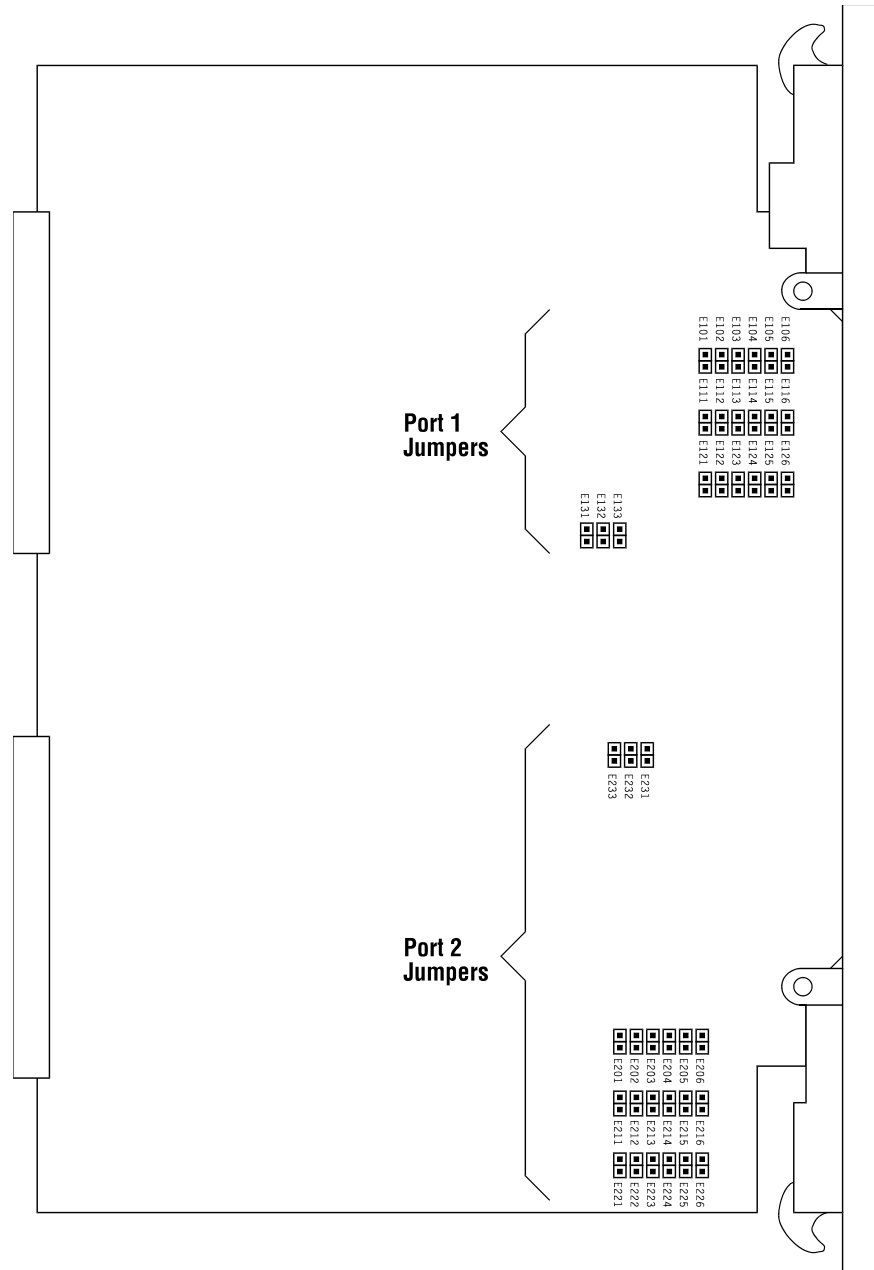 E101 E102 E103 E104 E105 E106
E111 E112 E113 E114 E115 E116
Port 1
Jumpers
E121 E122 E123 E124 E125 E126
E131 E132 E133
E233 E232 E231
Port 2
Jumpers
E201 E202 E203 E204 E205 E206
E211 E212 E213 E214 E215 E216
E221 E222 E223 E224 E225 E226